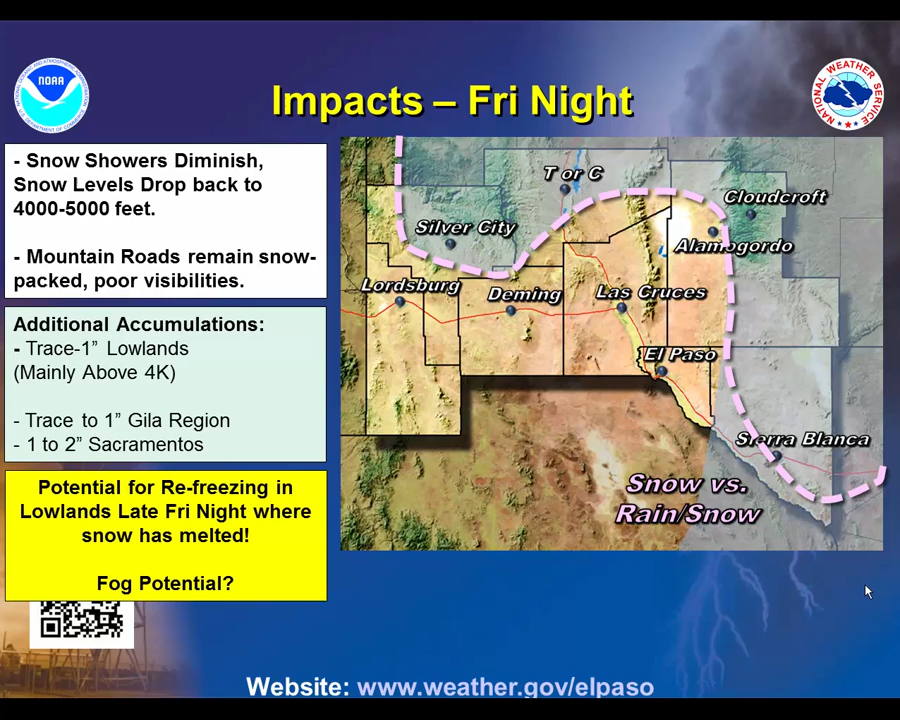 Impacts – Fri Night
NOAA
NATIONAL WEATHER SERVICE
- Snow Showers Diminish,
Snow Levels Drop back to
4000-5000 feet.
- Mountain Roads remain snow-
packed, poor visibilities.
Additional Accumulations:
- Trace-1” Lowlands
(Mainly Above 4K)
- Trace to 1” Gila Region
- 1 to 2” Sacramentos
Potential for Re-freezing in
Lowlands Late Fri Night where
snow has melted!
Fog Potential?
T or C
Cloudcroft
Silver City
Alamogordo
Lordsburg
Deming
Las Cruces
El Paso
Sierra Blanca
Snow vs.
Rain/Snow
Website: www.weather.gov/elpaso